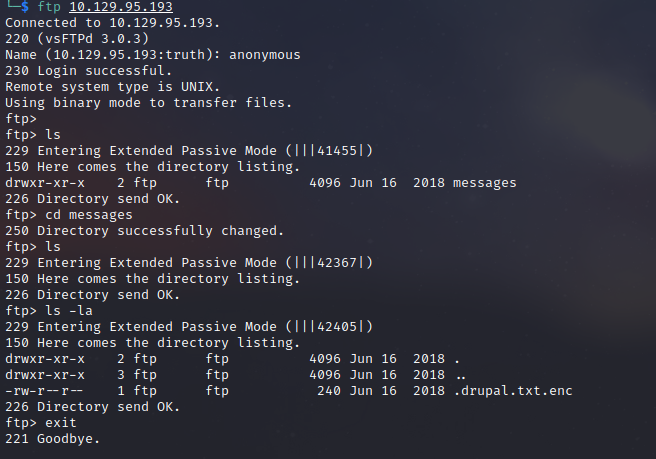 └─$ ftp 10.129.95.193
Connected to 10.129.95.193.
220 (vsFTPd 3.0.3)
Name (10.129.95.193:truth): anonymous
230 Login successful.
Remote system type is UNIX.
Using binary mode to transfer files.
ftp>
ftp> ls
229 Entering Extended Passive Mode (|||41455|)
150 Here comes the directory listing.
drwxr-xr-x    2 ftp      ftp          4096 Jun 16  2018 messages
226 Directory send OK.
ftp> cd messages
250 Directory successfully changed.
ftp> ls
229 Entering Extended Passive Mode (|||42367|)
150 Here comes the directory listing.
226 Directory send OK.
ftp> ls -la
229 Entering Extended Passive Mode (|||42405|)
150 Here comes the directory listing.
drwxr-xr-x    2 ftp      ftp          4096 Jun 16  2018 .
drwxr-xr-x    3 ftp      ftp          4096 Jun 16  2018 ..
-rw-r--r--    1 ftp      ftp           240 Jun 16  2018 .drupal.txt.enc
226 Directory send OK.
ftp> exit
221 Goodbye.